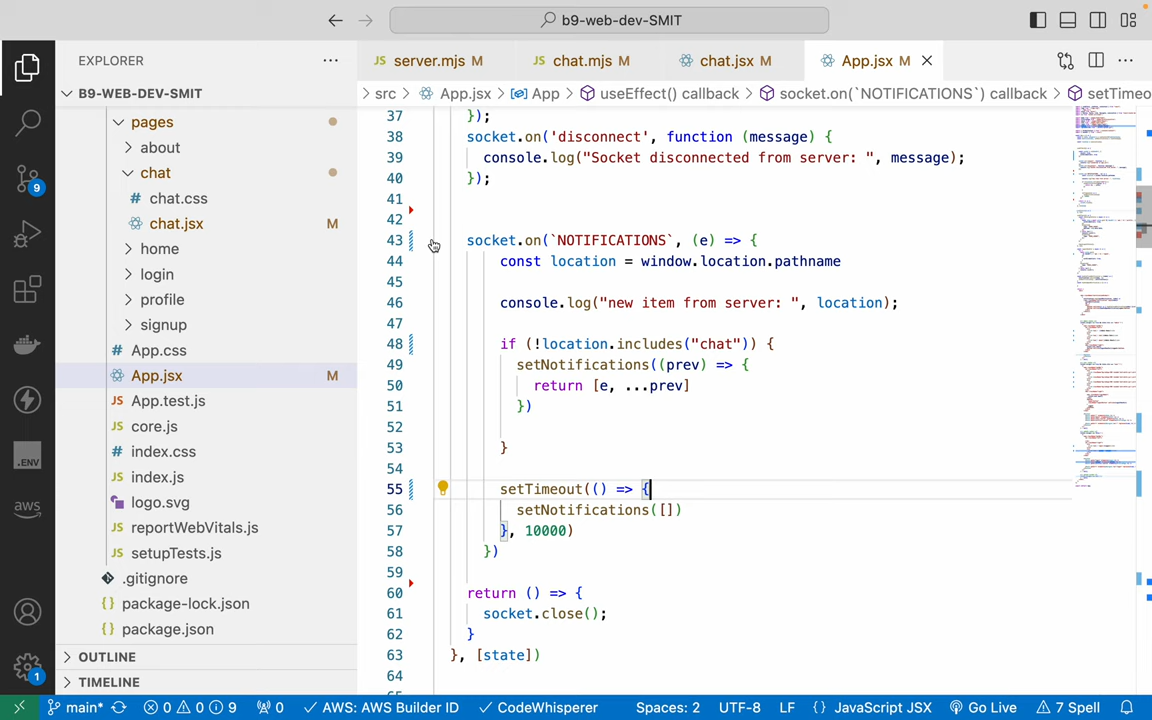 b9-web-dev-SMIT
EXPLORER
B9-WEB-DEV-SMIT
pages
about
chat
chat.css
chat.jsx M
home
login
profile
signup
App.css
App.jsx M
App.test.js
core.js
index.css
index.js
logo.svg
reportWebVitals.js
setupTests.js
.gitignore
package-lock.json
package.json
OUTLINE
TIMELINE
9
.ENV
aws
1
server.mjs M chat.mjs M chat.jsx M App.jsx M
> src > App.jsx > App > useEffect() callback > socket.on(`NOTIFICATIONS`) callback > setTimeo
37 });
38 socket.on('disconnect', function (message) {
39 console.log("Socket disconnected from server: ", message);
40 });
41
42
43 socket.on(`NOTIFICATIONS`, (e) => {
44 const location = window.location.pathname
45
46 console.log("new item from server: ", location);
47
48 if (!location.includes("chat")) {
49 setNotifications((prev) => {
50 return [e, ...prev]
51 })
52
53 }
54
55 setTimeout(() => {
56 setNotifications([])
57 }, 10000)
58 })
59
60 return () => {
61 socket.close();
62 }
63 }, [state])
64
main* 0 0 9 0 AWS: AWS Builder ID CodeWhisperer Spaces: 2 UTF-8 LF {} JavaScript JSX Go Live 7 Spell